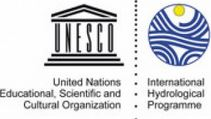 UNESCO
United Nations
Educational, Scientific and
Cultural Organization
International
Hydrological
Programme